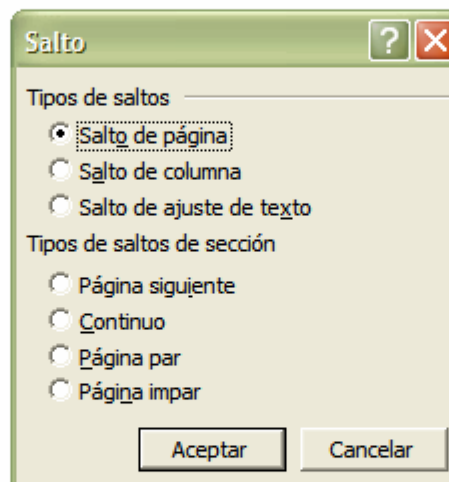 Salto
Tipos de saltos
Salto de página
Salto de columna
Salto de ajuste de texto
Tipos de saltos de sección
Página siguiente
Continuo
Página par
Página impar
Aceptar Cancelar